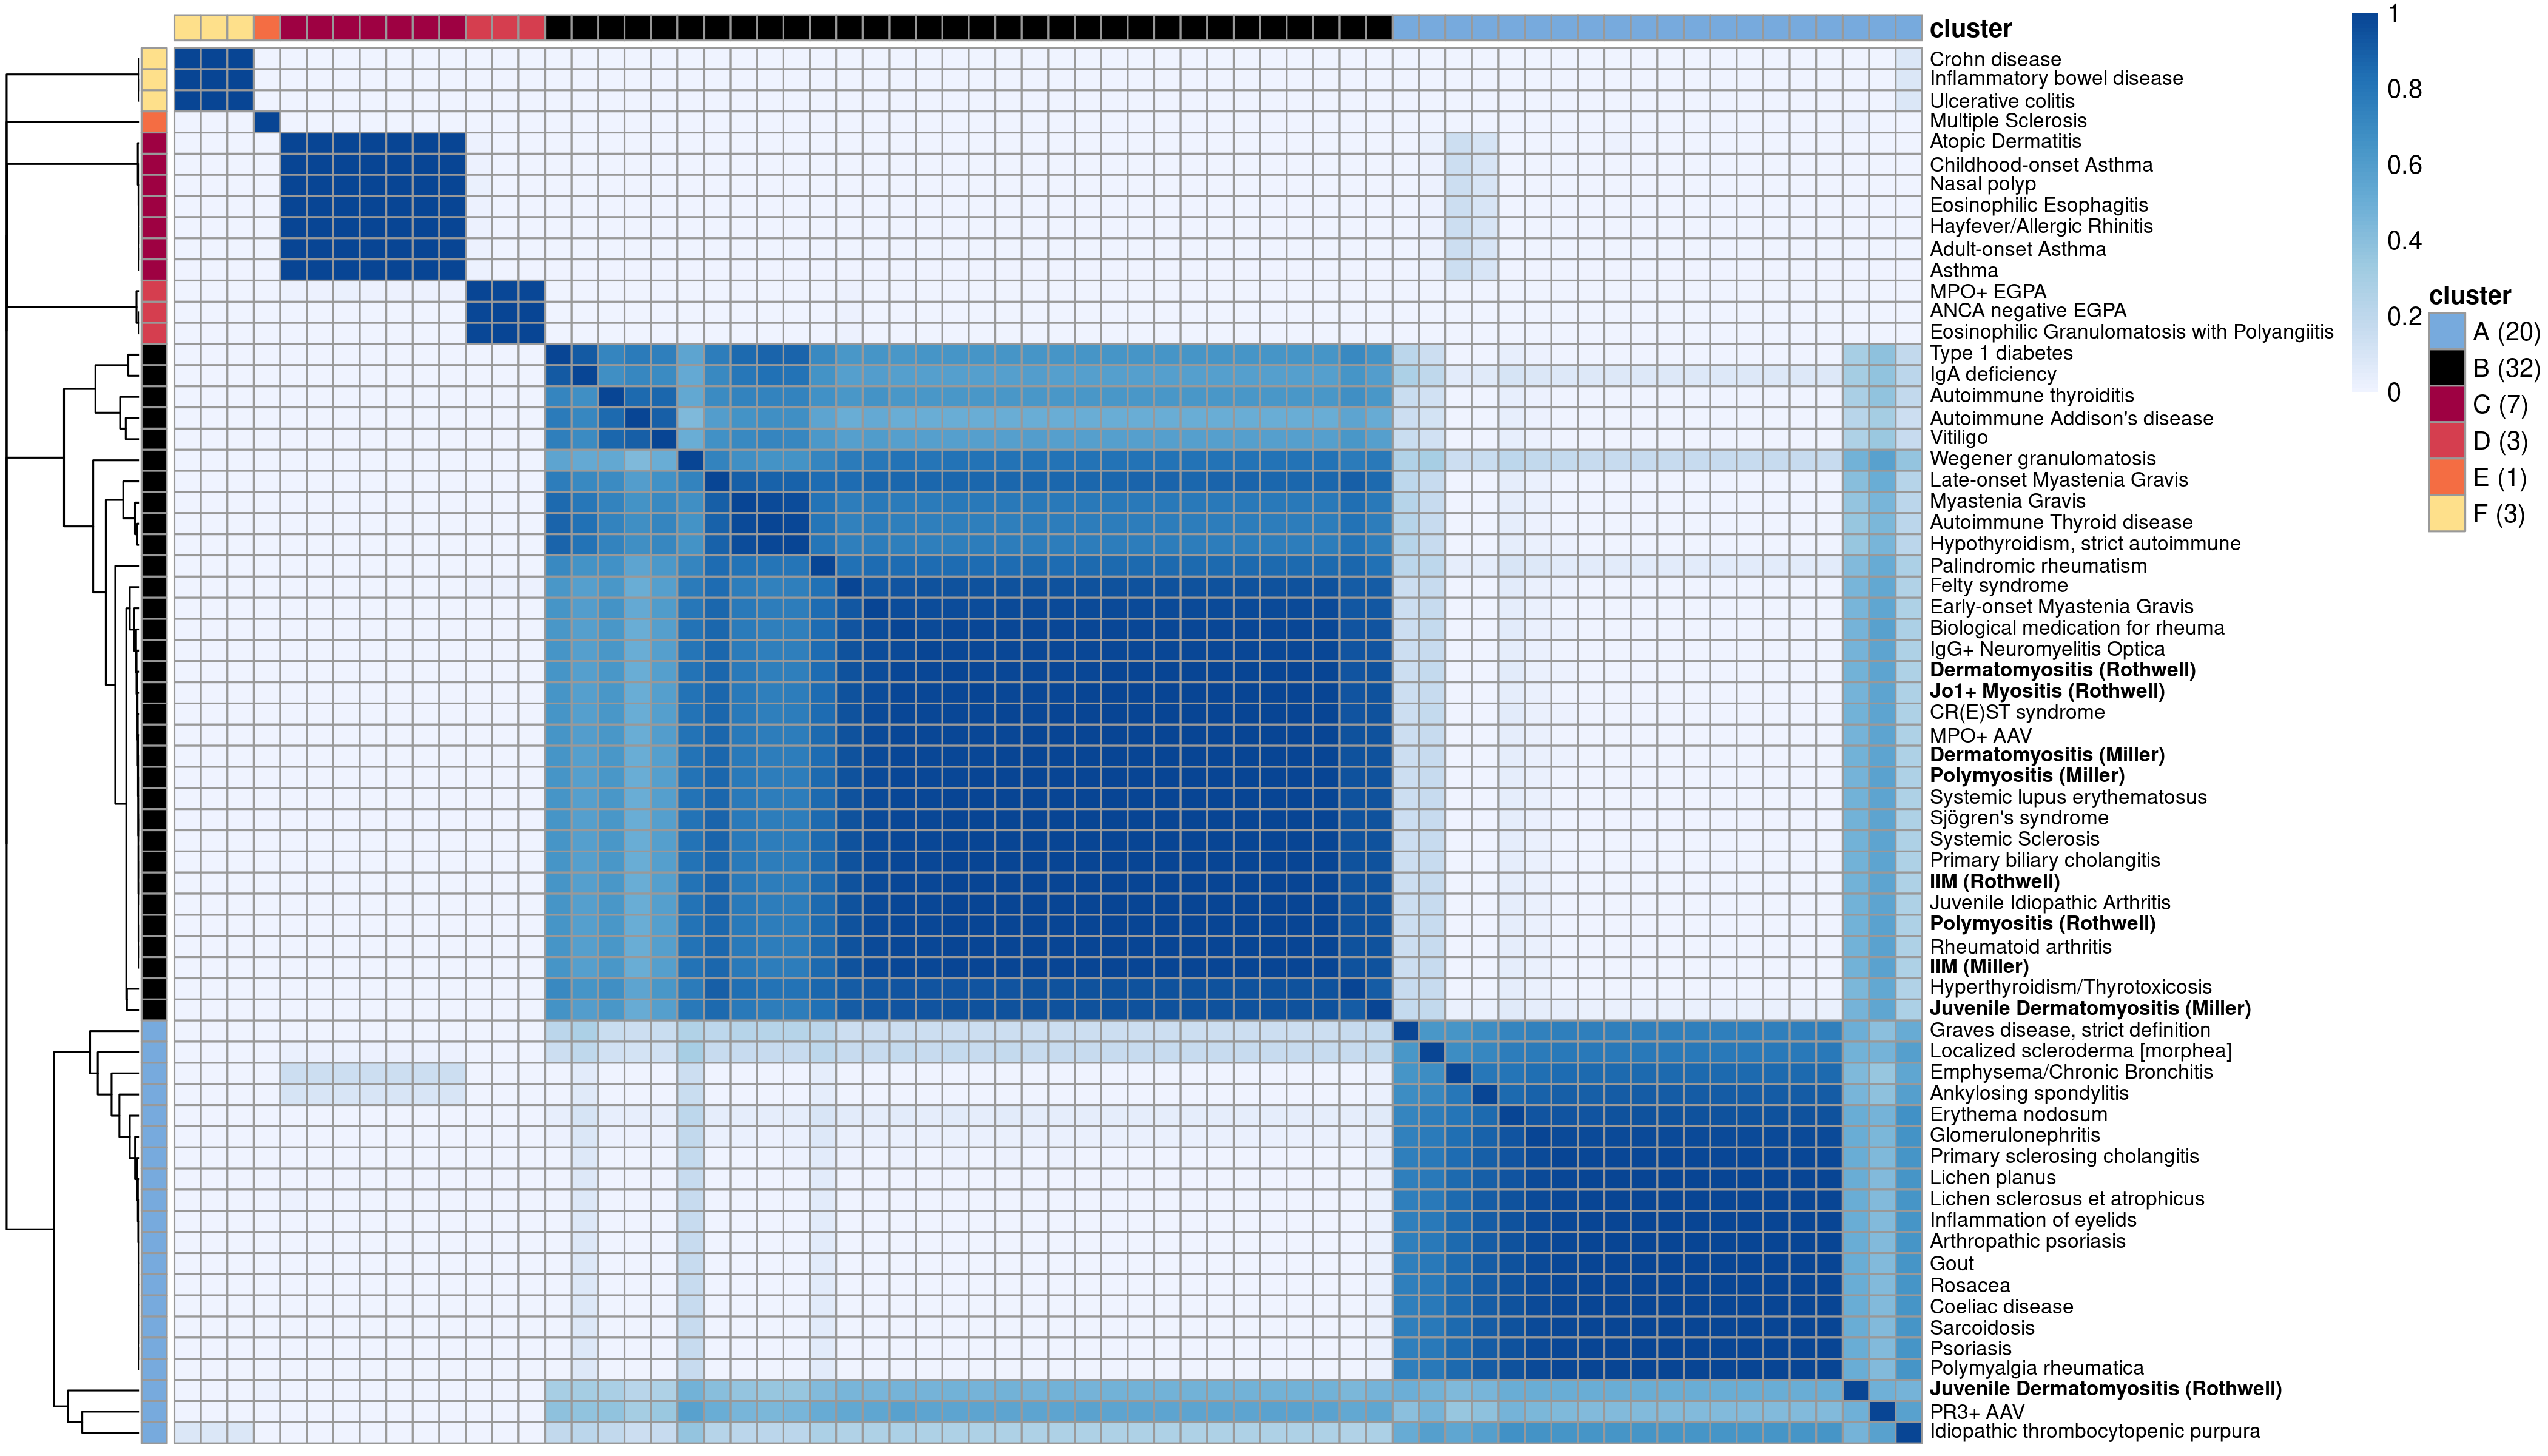 cluster
Crohn disease
Inflammatory bowel disease
Ulcerative colitis
Multiple Sclerosis
Atopic Dermatitis
Childhood-onset Asthma
Nasal polyp
Eosinophilic Esophagitis
Hayfever/Allergic Rhinitis
Adult-onset Asthma
Asthma
MPO+ EGPA
ANCA negative EGPA
Eosinophilic Granulomatosis with Polyangiitis
Type 1 diabetes
IgA deficiency
Autoimmune thyroiditis
Autoimmune Addison's disease
Vitiligo
Wegener granulomatosis
Late-onset Myastenia Gravis
Myastenia Gravis
Autoimmune Thyroid disease
Hypothyroidism, strict autoimmune
Palindromic rheumatism
Felty syndrome
Early-onset Myastenia Gravis
Biological medication for rheuma
IgG+ Neuromyelitis Optica
Dermatomyositis (Rothwell)
Jo1+ Myositis (Rothwell)
CR(E)ST syndrome
MPO+ AAV
Dermatomyositis (Miller)
Polymyositis (Miller)
Systemic lupus erythematosus
Sjögren's syndrome
Systemic Sclerosis
Primary biliary cholangitis
IIM (Rothwell)
Juvenile Idiopathic Arthritis
Polymyositis (Rothwell)
Rheumatoid arthritis
IIM (Miller)
Hyperthyroidism/Thyrotoxicosis
Juvenile Dermatomyositis (Miller)
Graves disease, strict definition
Localized scleroderma [morphea]
Emphysema/Chronic Bronchitis
Ankylosing spondylitis
Erythema nodosum
Glomerulonephritis
Primary sclerosing cholangitis
Lichen planus
Lichen sclerosus et atrophicus
Inflammation of eyelids
Arthropathic psoriasis
Gout
Rosacea
Coeliac disease
Sarcoidosis
Psoriasis
Polymyalgia rheumatica
Juvenile Dermatomyositis (Rothwell)
PR3+ AAV
Idiopathic thrombocytopenic purpura
1
0.8
0.6
0.4
0.2
0
cluster
A (20)
B (32)
C (7)
D (3)
E (1)
F (3)